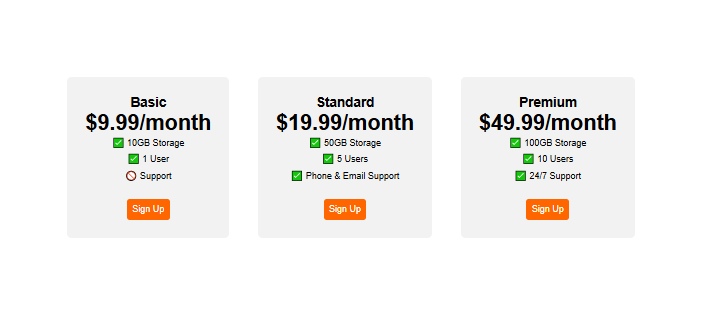 Basic
$9.99/month
✅ 10GB Storage
✅ 1 User
🚫 Support
Sign Up
Standard
$19.99/month
✅ 50GB Storage
✅ 5 Users
✅ Phone & Email Support
Sign Up
Premium
$49.99/month
✅ 100GB Storage
✅ 10 Users
✅ 24/7 Support
Sign Up